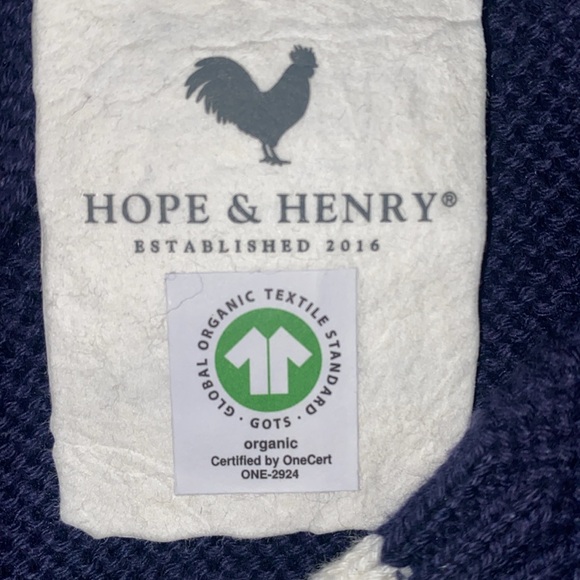 HOPE & HENRY®
ESTABLISHED 2016
· GLOBAL ORGANIC TEXTILE STANDARD · GOTS
organic
Certified by OneCert
ONE-2924